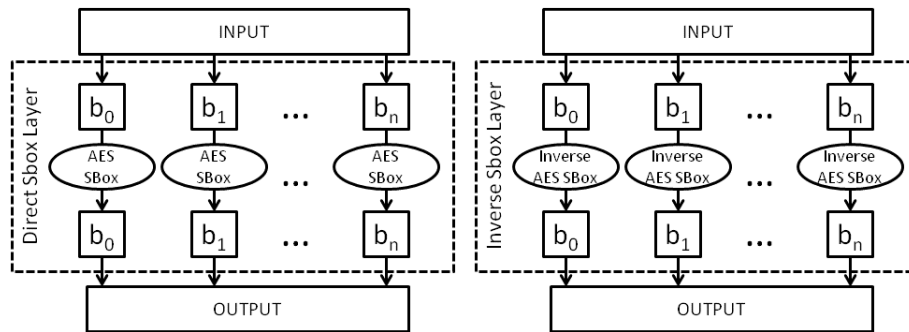 INPUT
Direct Sbox Layer
b0 b1 ... bn
AES SBox AES SBox ... AES SBox
b0 b1 ... bn
OUTPUT
INPUT
Inverse Sbox Layer
b0 b1 ... bn
Inverse AES SBox Inverse AES SBox ... Inverse AES SBox
b0 b1 ... bn
OUTPUT